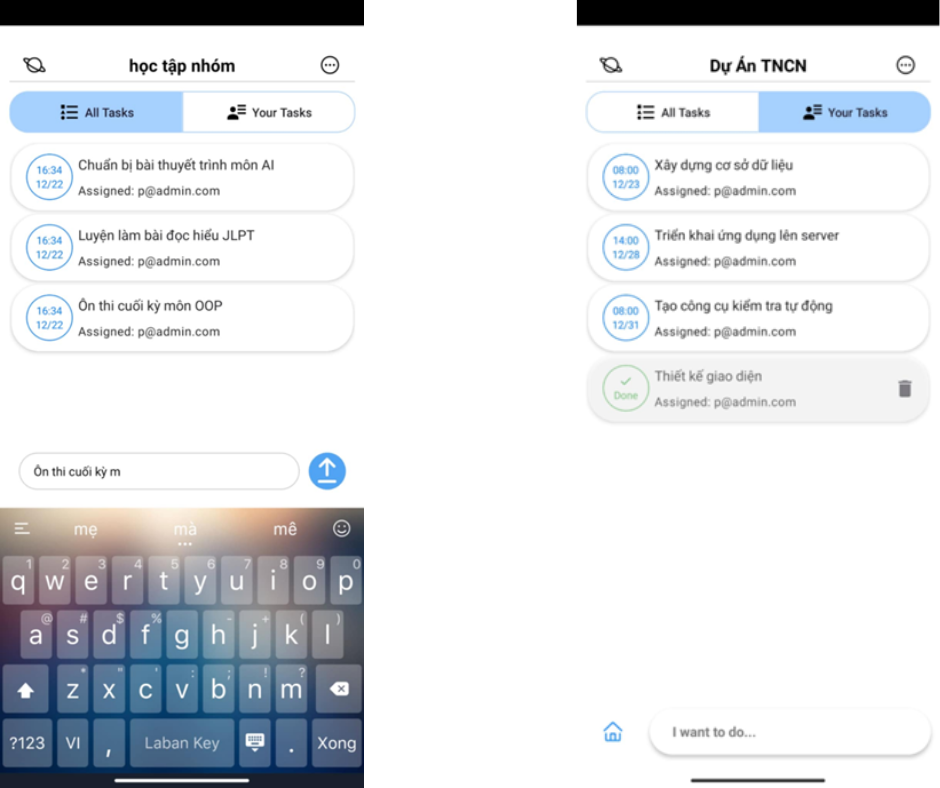 học tập nhóm
All Tasks
Your Tasks
16:34
12/22
Chuẩn bị bài thuyết trình môn AI
Assigned: p@admin.com
16:34
12/22
Luyện làm bài đọc hiểu JLPT
Assigned: p@admin.com
16:34
12/22
Ôn thi cuối kỳ môn OOP
Assigned: p@admin.com
Ôn thi cuối kỳ m
mẹ mà mê
1 2 3 4 5 6 7 8 9 0
q w e r t y u i o p
@ # $ % - + ( )
a s d f g h j k l
* " ' : ; ! ?
z x c v b n m
?123 VI , Laban Key . Xong
Dự Án TNCN
All Tasks
Your Tasks
08:00
12/23
Xây dựng cơ sở dữ liệu
Assigned: p@admin.com
14:00
12/28
Triển khai ứng dụng lên server
Assigned: p@admin.com
08:00
12/31
Tạo công cụ kiểm tra tự động
Assigned: p@admin.com
Done
Thiết kế giao diện
Assigned: p@admin.com
I want to do...